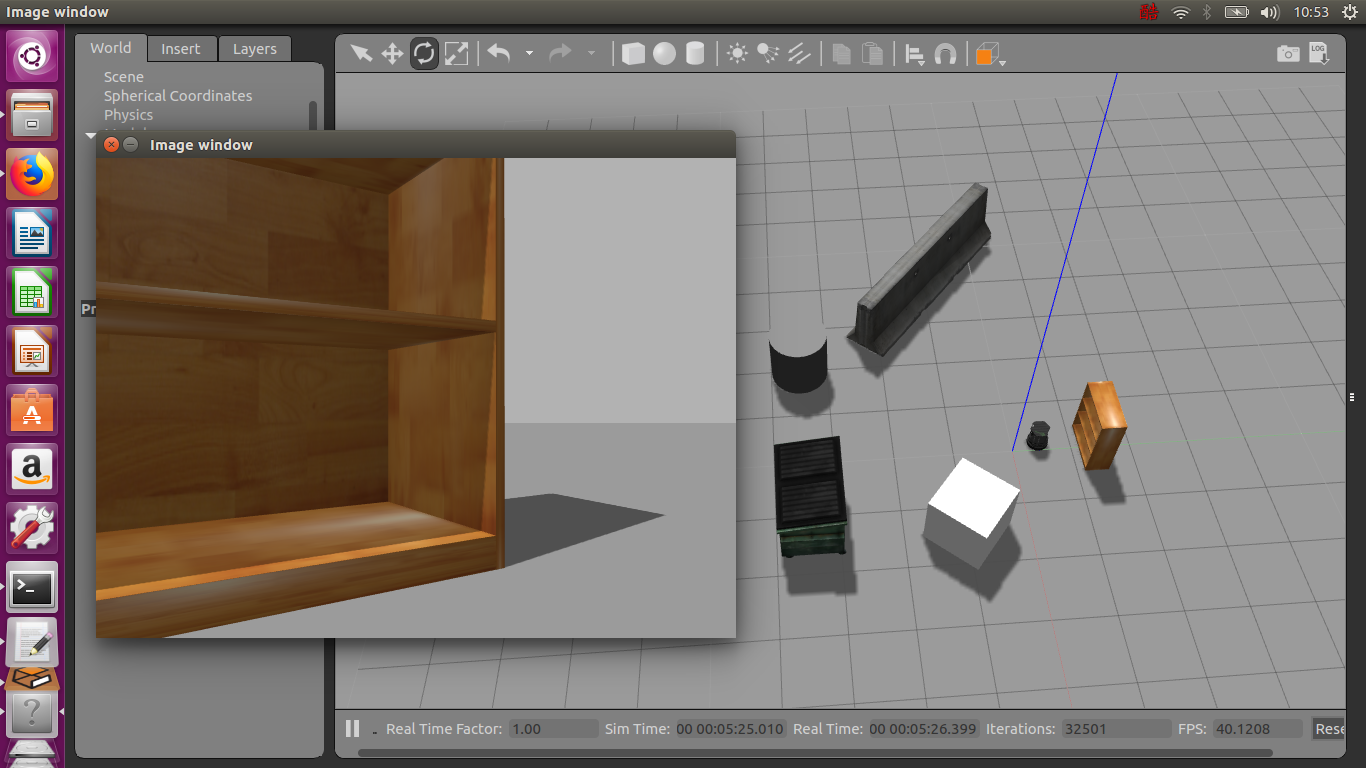 Image window
酷
10:53
World Insert Layers
Scene
Spherical Coordinates
Physics
Image window
LOG
Pr
Real Time Factor: 1.00 Sim Time: 00 00:05:25.010 Real Time: 00 00:05:26.399 Iterations: 32501 FPS: 40.1208 Rese